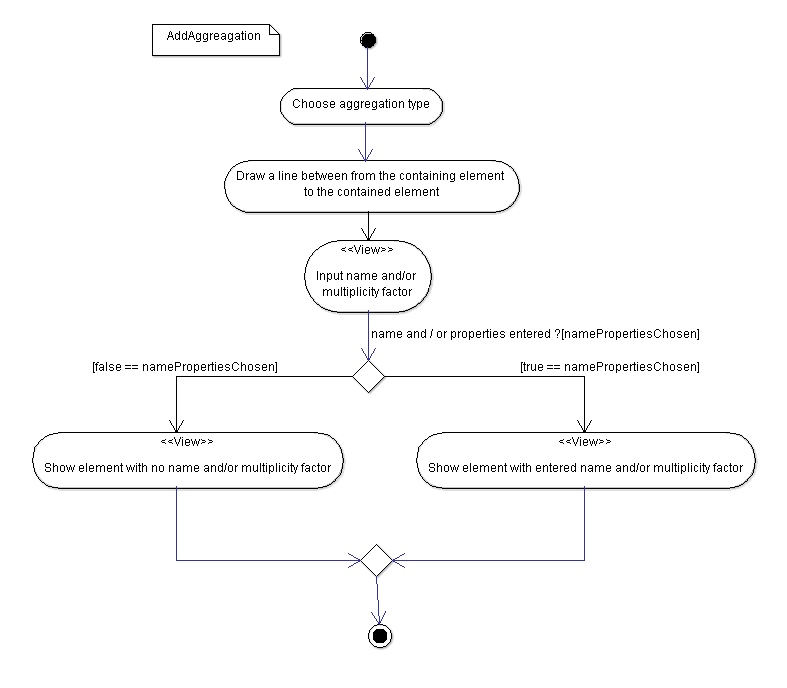 AddAggreagation
Choose aggregation type
Draw a line between from the containing element
to the contained element
<<View>>
Input name and/or
multiplicity factor
name and / or properties entered ?[namePropertiesChosen]
[false == namePropertiesChosen]
[true == namePropertiesChosen]
<<View>>
Show element with no name and/or multiplicity factor
<<View>>
Show element with entered name and/or multiplicity factor